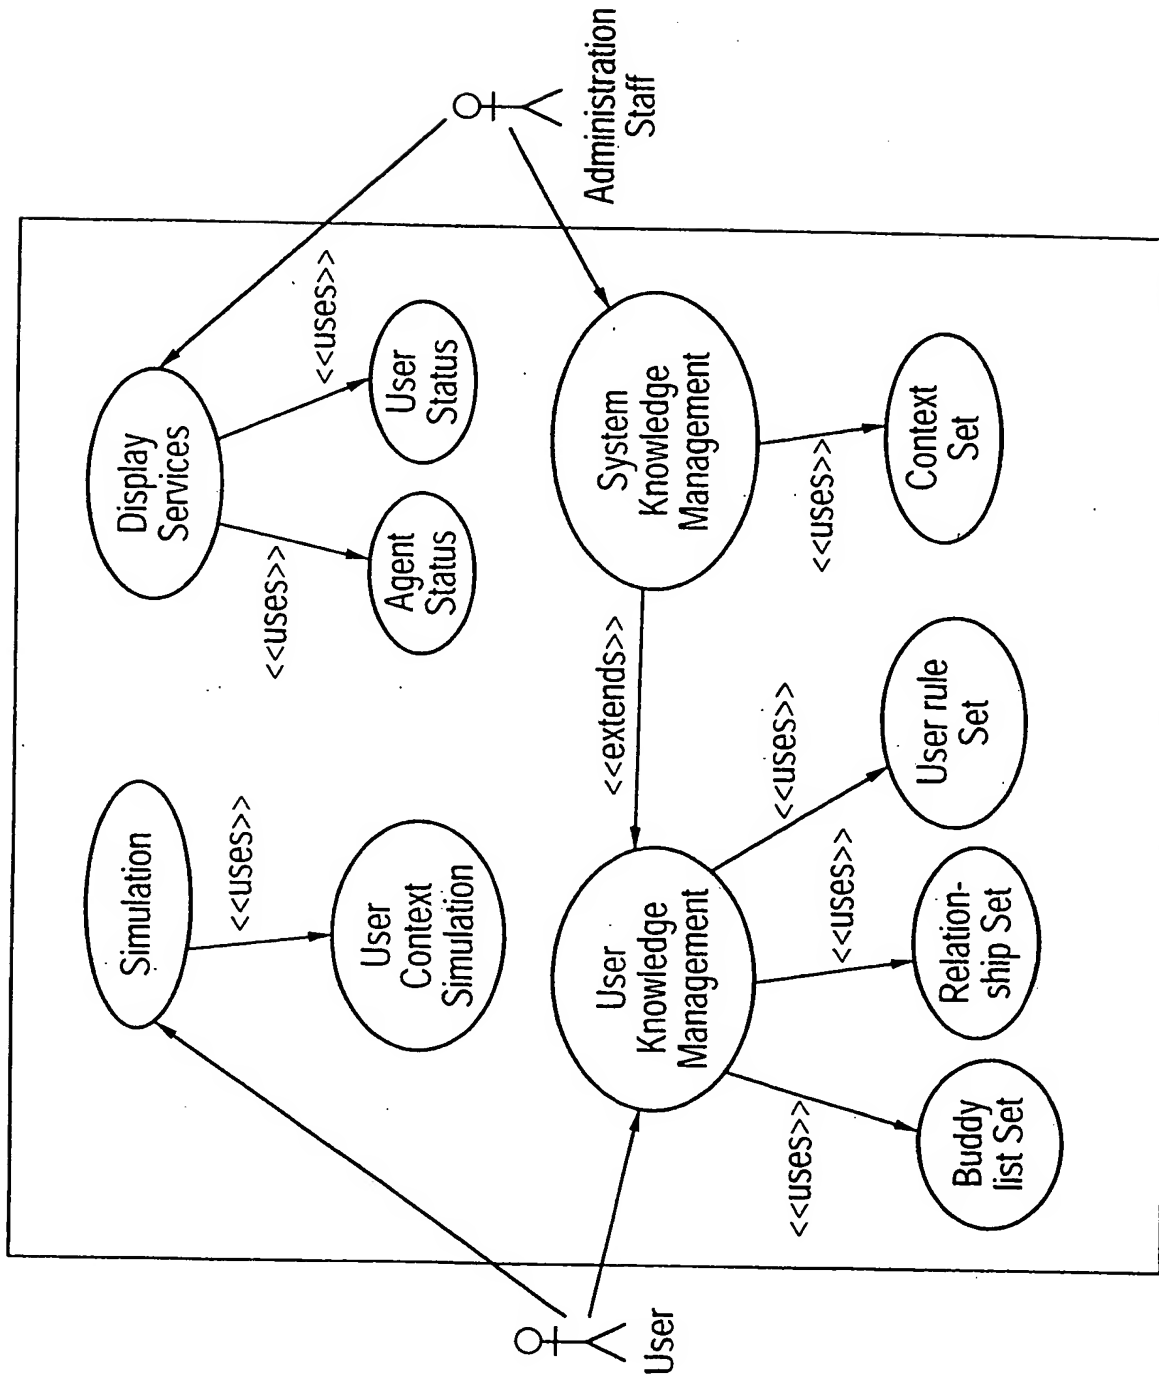 Simulation
<<uses>>
User
Context
Simulation
Display
Services
<<uses>>
<<uses>>
Agent
Status
User
Status
User
Administration
Staff
User
Knowledge
Management
<<extends>>
System
Knowledge
Management
<<uses>>
<<uses>>
<<uses>>
<<uses>>
Buddy
list Set
Relation-
ship Set
User rule
Set
Context
Set